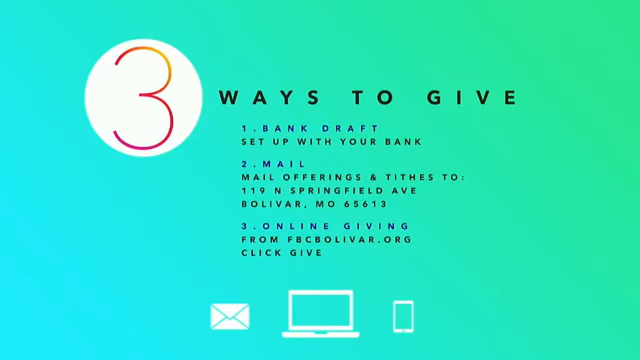 3 WAYS TO GIVE
1.BANK DRAFT
SET UP WITH YOUR BANK
2.MAIL
MAIL OFFERINGS & TITHES TO:
119 N SPRINGFIELD AVE
BOLIVAR, MO 65613
3.ONLINE GIVING
FROM FBCBOLIVAR.ORG
CLICK GIVE